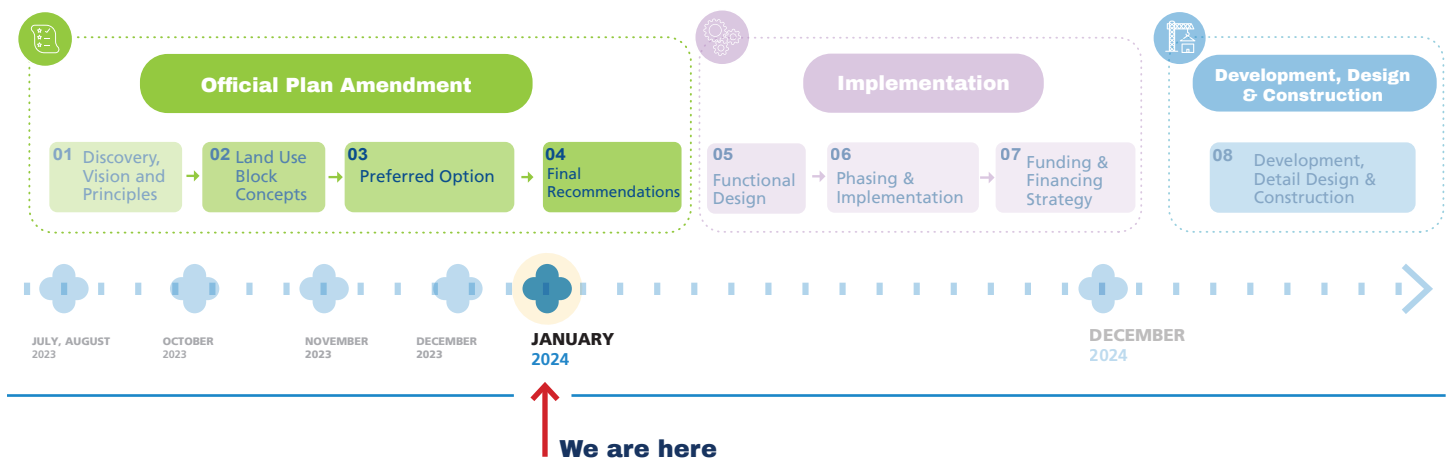 Official Plan Amendment
Implementation
Development, Design
& Construction
01 Discovery,
Vision and
Principles
02 Land Use
Block
Concepts
03
Preferred Option
04
Final
Recommendations
05
Functional
Design
06
Phasing &
Implementation
07 Funding &
Financing
Strategy
08 Development,
Detail Design &
Construction
JULY, AUGUST
2023
OCTOBER
2023
NOVEMBER
2023
DECEMBER
2023
JANUARY
2024
DECEMBER
2024
We are here